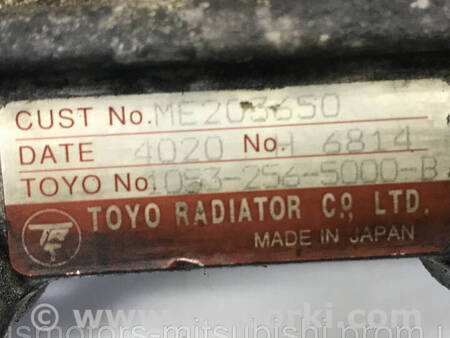 CUST No. ME203650
DATE 4020 No. H 6814
TOYO No. 1053-256-5000-B
TOYO RADIATOR Co., LTD.
MADE IN JAPAN